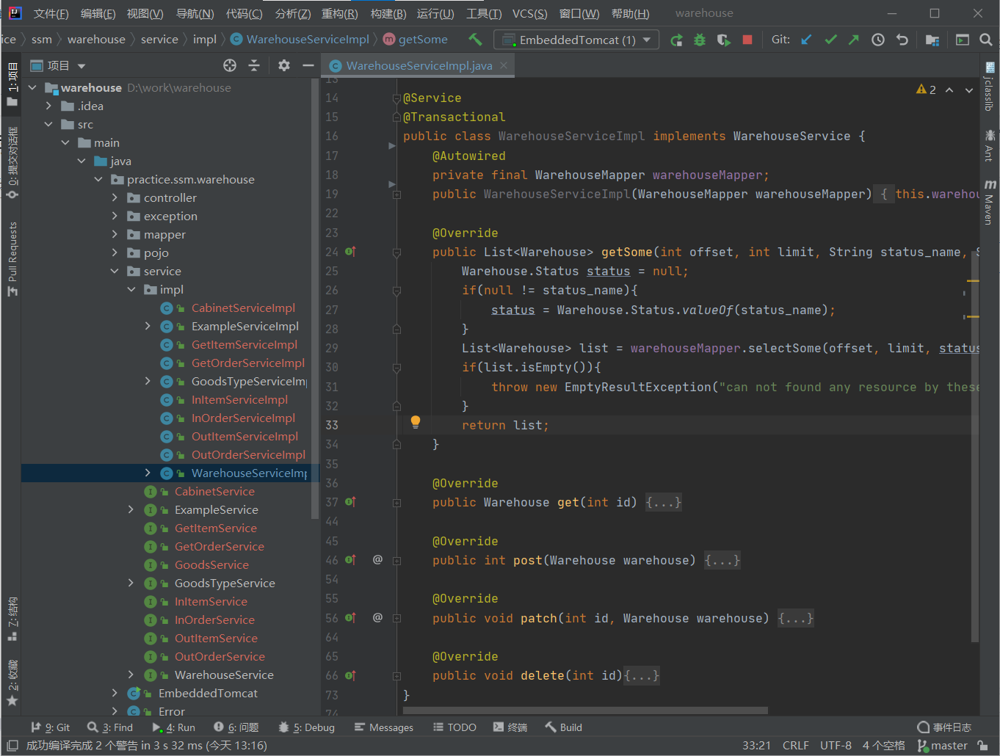 文件(F) 编辑(E) 视图(V) 导航(N) 代码(C) 分析(Z) 重构(R) 构建(B) 运行(U) 工具(T) VCS(S) 窗口(W) 帮助(H) warehouse
ice ssm warehouse service impl WarehouseServiceImpl getSome EmbeddedTomcat (1) Git:
1: 项目
0: 提交对话框
Pull Requests
7: 结构
2: 收藏
项目
warehouse D:\work\warehouse
.idea
src
main
java
practice.ssm.warehouse
controller
exception
mapper
pojo
service
impl
CabinetServiceImpl
ExampleServiceImpl
GetItemServiceImpl
GetOrderServiceImpl
GoodsTypeServiceImp
InItemServiceImpl
InOrderServiceImpl
OutItemServiceImpl
OutOrderServiceImpl
WarehouseServiceImp
CabinetService
ExampleService
GetItemService
GetOrderService
GoodsService
GoodsTypeService
InItemService
InOrderService
OutItemService
OutOrderService
WarehouseService
EmbeddedTomcat
Error
WarehouseServiceImpl.java
2
13
14 @Service
15 @Transactional
16 public class WarehouseServiceImpl implements WarehouseService {
17 @Autowired
18 private final WarehouseMapper warehouseMapper;
19 public WarehouseServiceImpl(WarehouseMapper warehouseMapper) { this.warehou
22
23 @Override
24 public List<Warehouse> getSome(int offset, int limit, String status_name, S
25 Warehouse.Status status = null;
26 if(null != status_name){
27 status = Warehouse.Status.valueOf(status_name);
28 }
29 List<Warehouse> list = warehouseMapper.selectSome(offset, limit, status
30 if(list.isEmpty()){
31 throw new EmptyResultException("can not found any resource by these
32 }
33 return list;
34 }
35
36 @Override
37 public Warehouse get(int id) {...}
44
45 @Override
46 @ public int post(Warehouse warehouse) {...}
54
55 @Override
56 @ public void patch(int id, Warehouse warehouse) {...}
64
65 @Override
66 public void delete(int id){...}
73 }
74
jclasslib
Ant
Maven
9: Git 3: Find 4: Run 6: 问题 5: Debug Messages TODO 终端 Build 事件日志
成功编译完成 2 个警告 in 3 s 32 ms (今天 13:16) 33:21 CRLF UTF-8 4 个空格 master